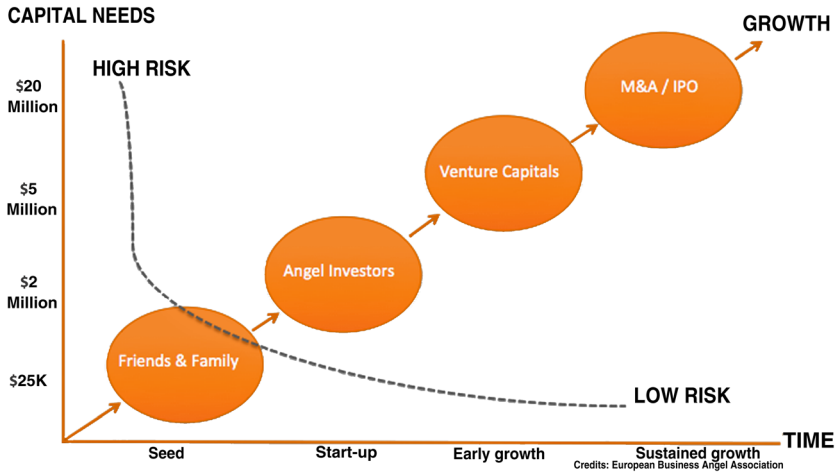 CAPITAL NEEDS
GROWTH
HIGH RISK
$20
Million
M&A / IPO
Venture Capitals
$5
Million
Angel Investors
$2
Million
Friends & Family
$25K
LOW RISK
TIME
Seed
Start-up
Early growth
Sustained growth
Credits: European Business Angel Association